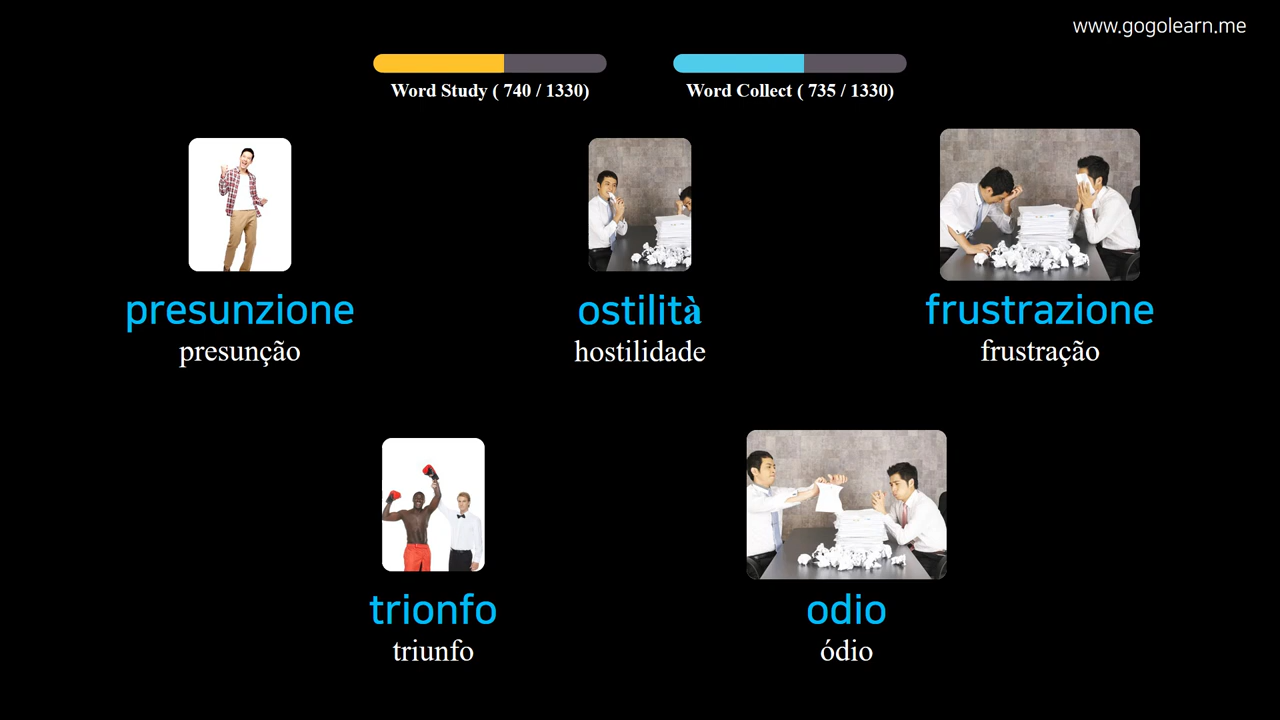 www.gogolearn.me
Word Study ( 740 / 1330)
Word Collect ( 735 / 1330)
presunzione
presunção
ostilità
hostilidade
frustrazione
frustração
trionfo
triunfo
odio
ódio